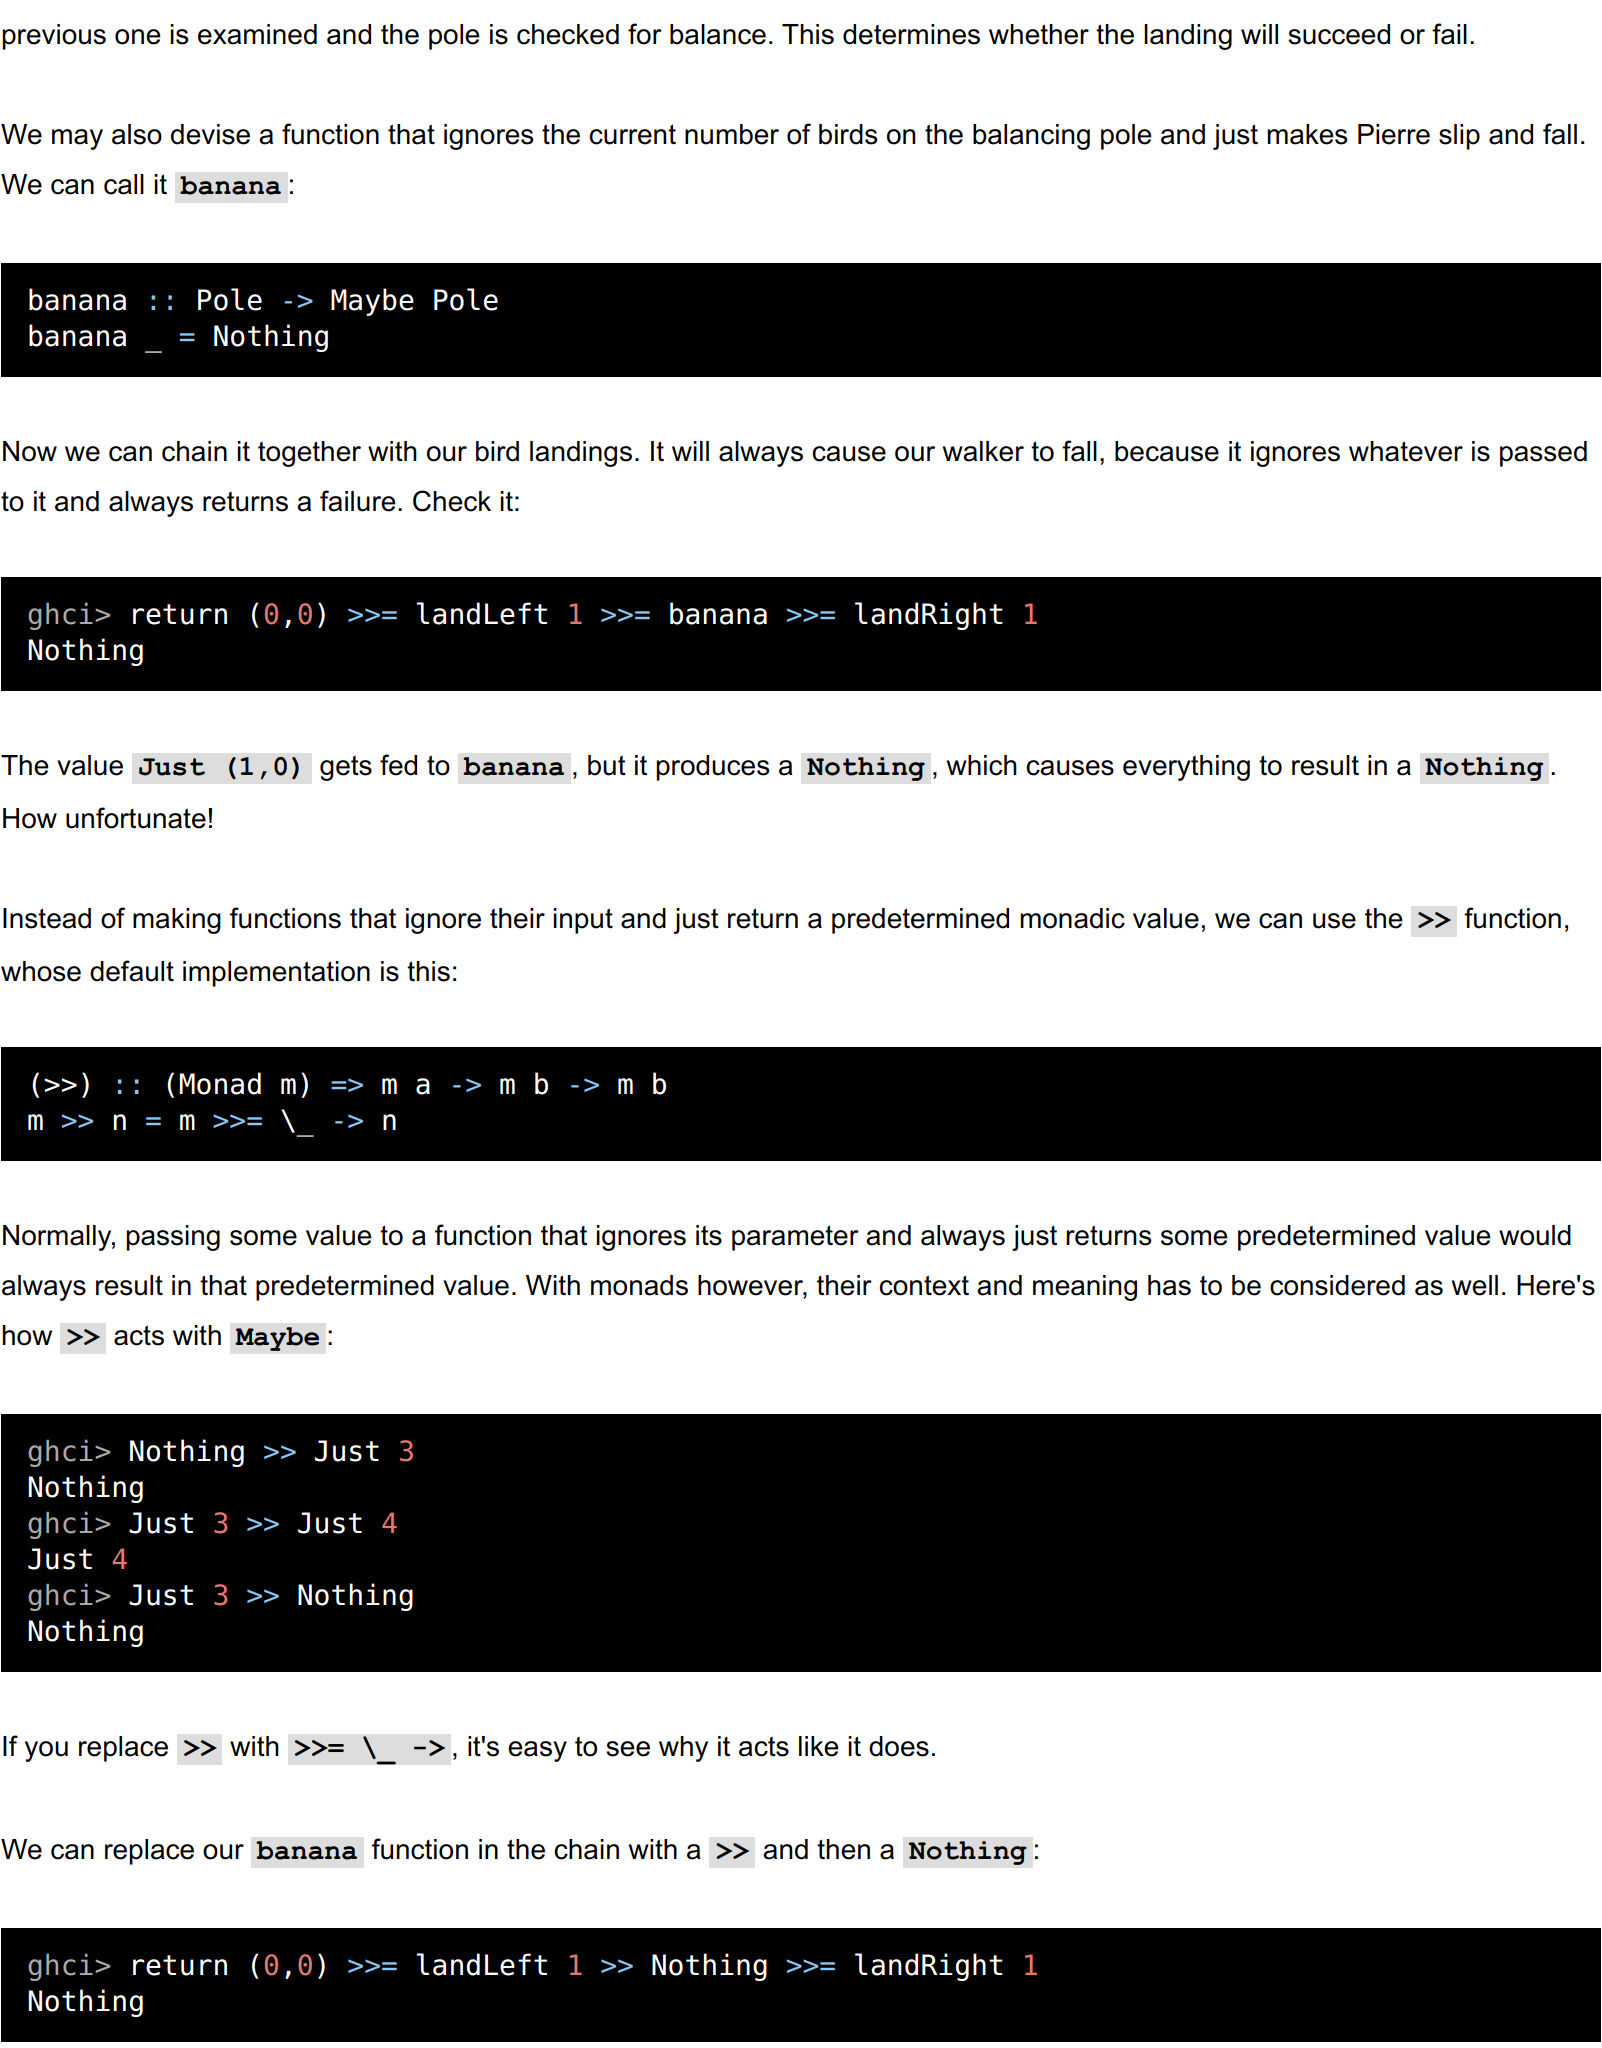 previous one is examined and the pole is checked for balance. This determines whether the landing will succeed or fail.
We may also devise a function that ignores the current number of birds on the balancing pole and just makes Pierre slip and fall.
We can call it banana:
banana :: Pole -> Maybe Pole
banana _ = Nothing
Now we can chain it together with our bird landings. It will always cause our walker to fall, because it ignores whatever is passed
to it and always returns a failure. Check it:
ghci> return (0,0) >>= landLeft 1 >>= banana >>= landRight 1
Nothing
The value Just (1,0) gets fed to banana, but it produces a Nothing, which causes everything to result in a Nothing.
How unfortunate!
Instead of making functions that ignore their input and just return a predetermined monadic value, we can use the >> function,
whose default implementation is this:
(>>) :: (Monad m) => m a -> m b -> m b
m >> n = m >>= \_ -> n
Normally, passing some value to a function that ignores its parameter and always just returns some predetermined value would
always result in that predetermined value. With monads however, their context and meaning has to be considered as well. Here's
how >> acts with Maybe:
ghci> Nothing >> Just 3
Nothing
ghci> Just 3 >> Just 4
Just 4
ghci> Just 3 >> Nothing
Nothing
If you replace >> with >>= \_ ->, it's easy to see why it acts like it does.
We can replace our banana function in the chain with a >> and then a Nothing:
ghci> return (0,0) >>= landLeft 1 >> Nothing >>= landRight 1
Nothing